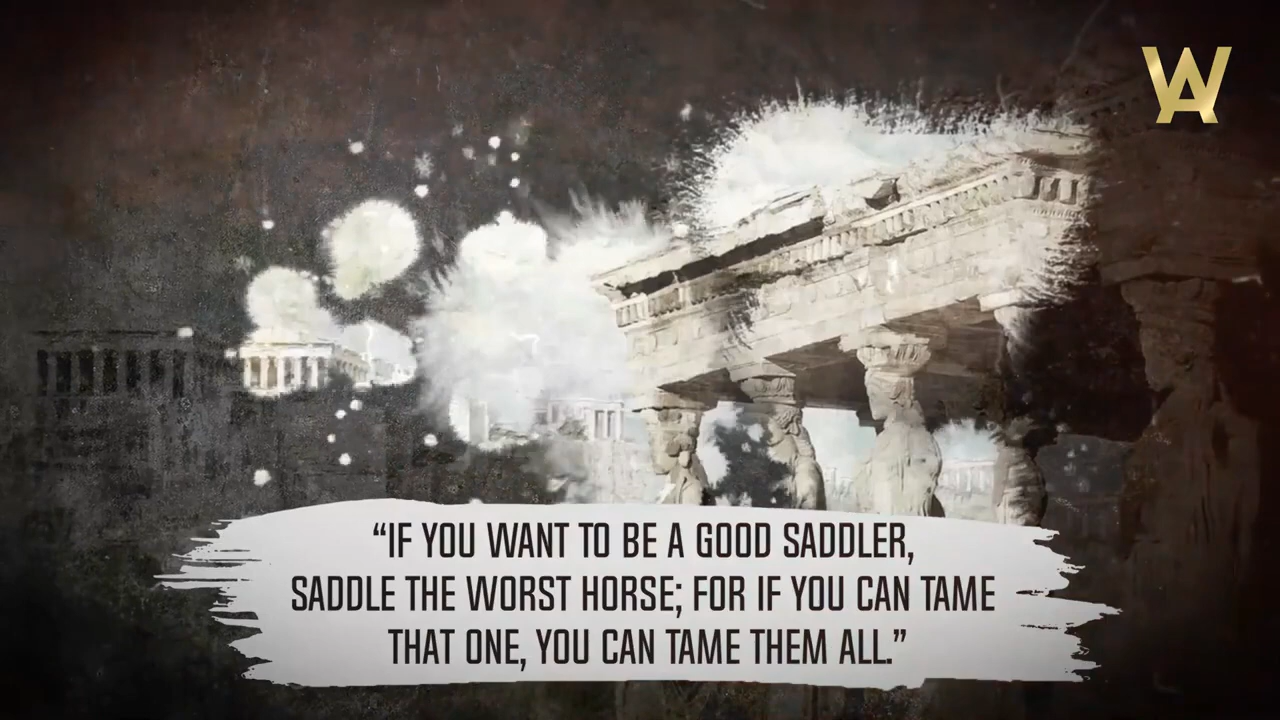 WA
“IF YOU WANT TO BE A GOOD SADDLER,
SADDLE THE WORST HORSE; FOR IF YOU CAN TAME
THAT ONE, YOU CAN TAME THEM ALL.”